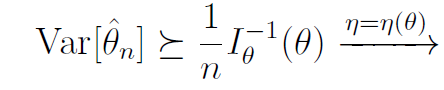 Var[θ̂ₙ] ⪰ 1/n I_θ⁻¹(θ) —η=η(θ)→